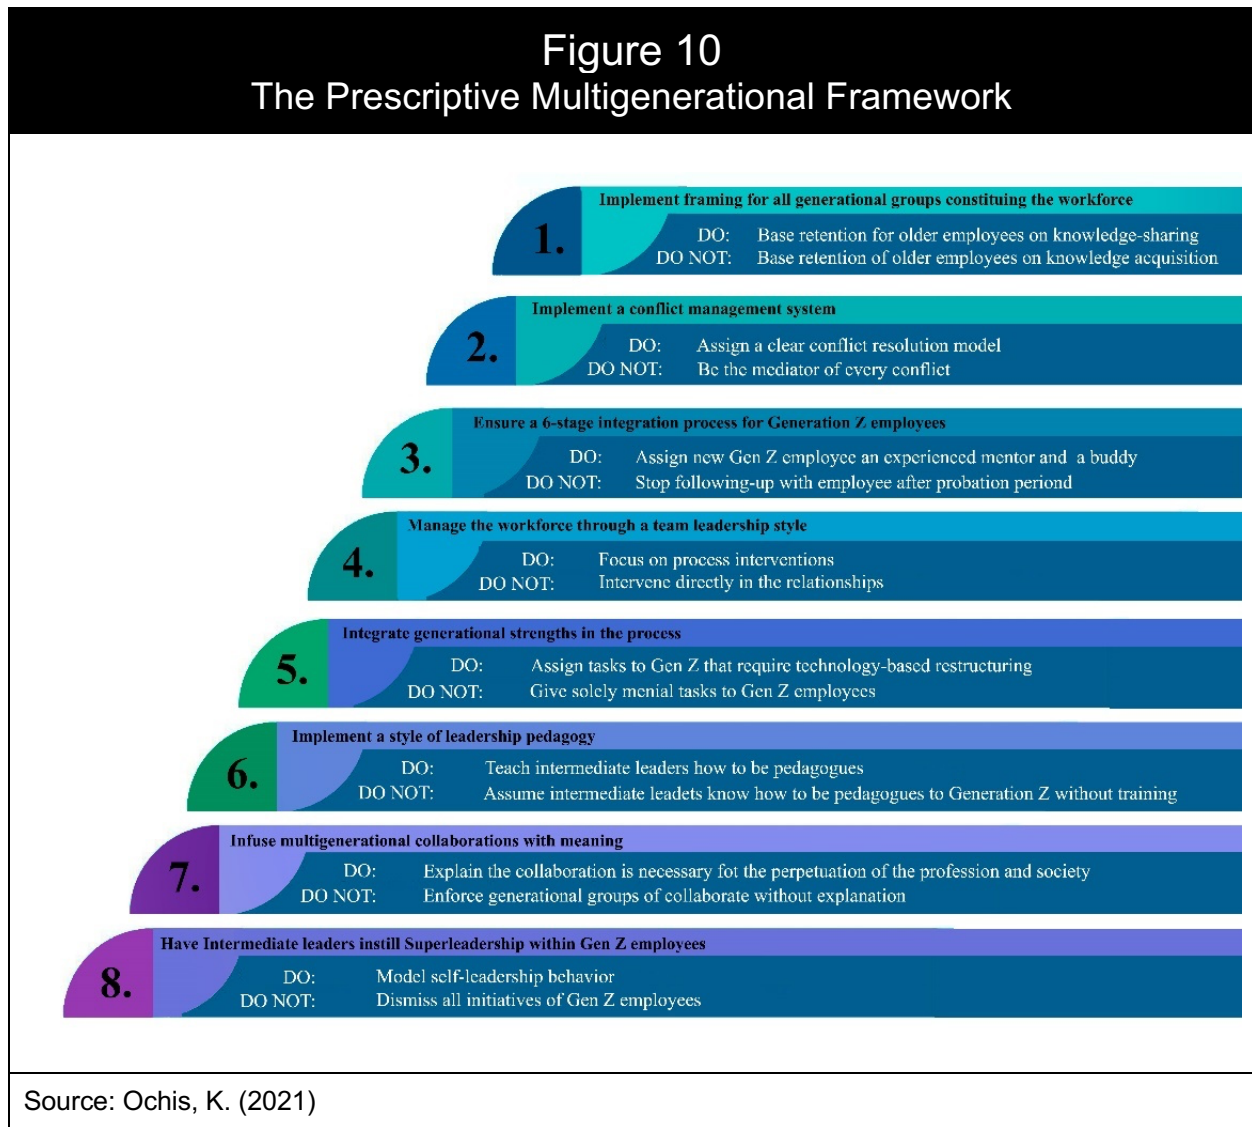 Figure 10
The Prescriptive Multigenerational Framework
1.
Implement framing for all generational groups constituing the workforce
DO: Base retention for older employees on knowledge-sharing
DO NOT: Base retention of older employees on knowledge acquisition
2.
Implement a conflict management system
DO: Assign a clear conflict resolution model
DO NOT: Be the mediator of every conflict
3.
Ensure a 6-stage integration process for Generation Z employees
DO: Assign new Gen Z employee an experienced mentor and a buddy
DO NOT: Stop following-up with employee after probation periond
4.
Manage the workforce through a team leadership style
DO: Focus on process interventions
DO NOT: Intervene directly in the relationships
5.
Integrate generational strengths in the process
DO: Assign tasks to Gen Z that require technology-based restructuring
DO NOT: Give solely menial tasks to Gen Z employees
6.
Implement a style of leadership pedagogy
DO: Teach intermediate leaders how to be pedagogues
DO NOT: Assume intermediate leadets know how to be pedagogues to Generation Z without training
7.
Infuse multigenerational collaborations with meaning
DO: Explain the collaboration is necessary fot the perpetuation of the profession and society
DO NOT: Enforce generational groups of collaborate without explanation
8.
Have Intermediate leaders instill Superleadership within Gen Z employees
DO: Model self-leadership behavior
DO NOT: Dismiss all initiatives of Gen Z employees
Source: Ochis, K. (2021)